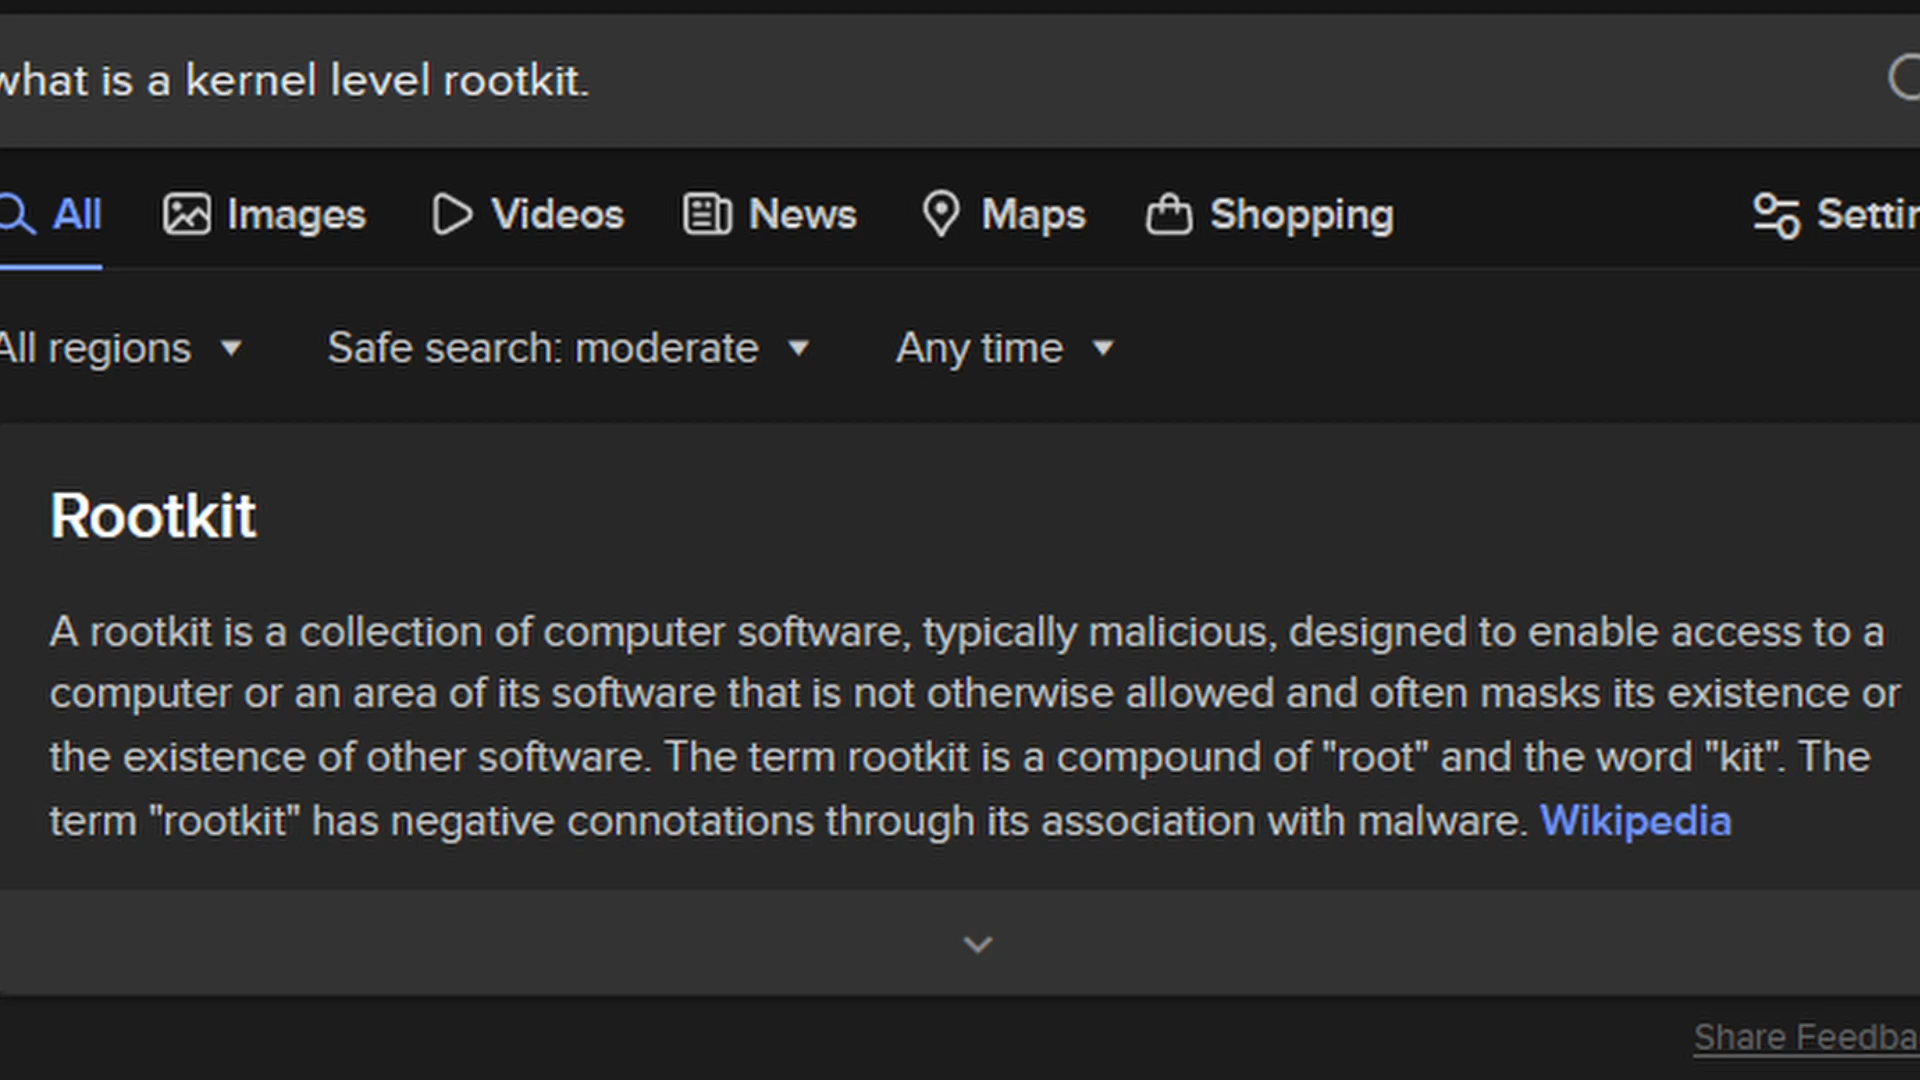 what is a kernel level rootkit.
All Images Videos News Maps Shopping
All regions Safe search: moderate Any time
Rootkit
A rootkit is a collection of computer software, typically malicious, designed to enable access to a
computer or an area of its software that is not otherwise allowed and often masks its existence or
the existence of other software. The term rootkit is a compound of "root" and the word "kit". The
term "rootkit" has negative connotations through its association with malware. Wikipedia
Share